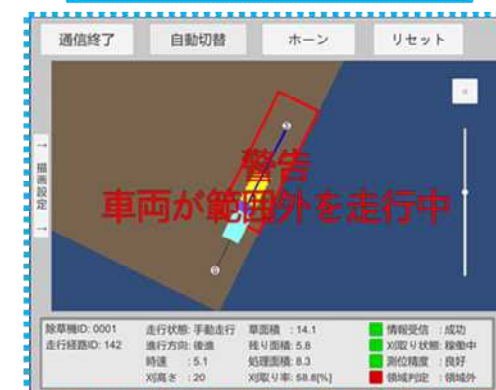 通信終了
自動切替
ホーン
リセット
→ 描画設定 →
警告
車両が範囲外を走行中
除草機ID: 0001
走行経路ID: 142
走行状態: 手動走行
進行方向: 後進
時速 : 5.1
刈高さ : 20
草面積 : 14.1
残り面積: 5.8
処理面積: 8.3
刈取り率: 58.8[%]
情報受信 : 成功
刈取り状態: 稼働中
測位精度 : 良好
領域判定 : 領域外